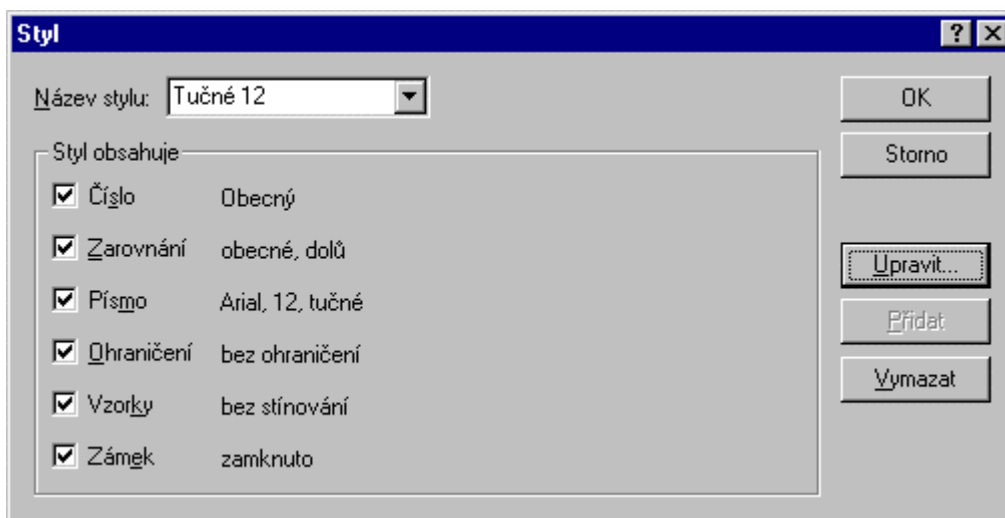 Styl
Název stylu: Tučné 12
OK
Styl obsahuje
Storno
Číslo Obecný
Zarovnání obecné, dolů
Upravit...
Písmo Arial, 12, tučné
Přidat
Ohraničení bez ohraničení
Vymazat
Vzorky bez stínování
Zámek zamknuto